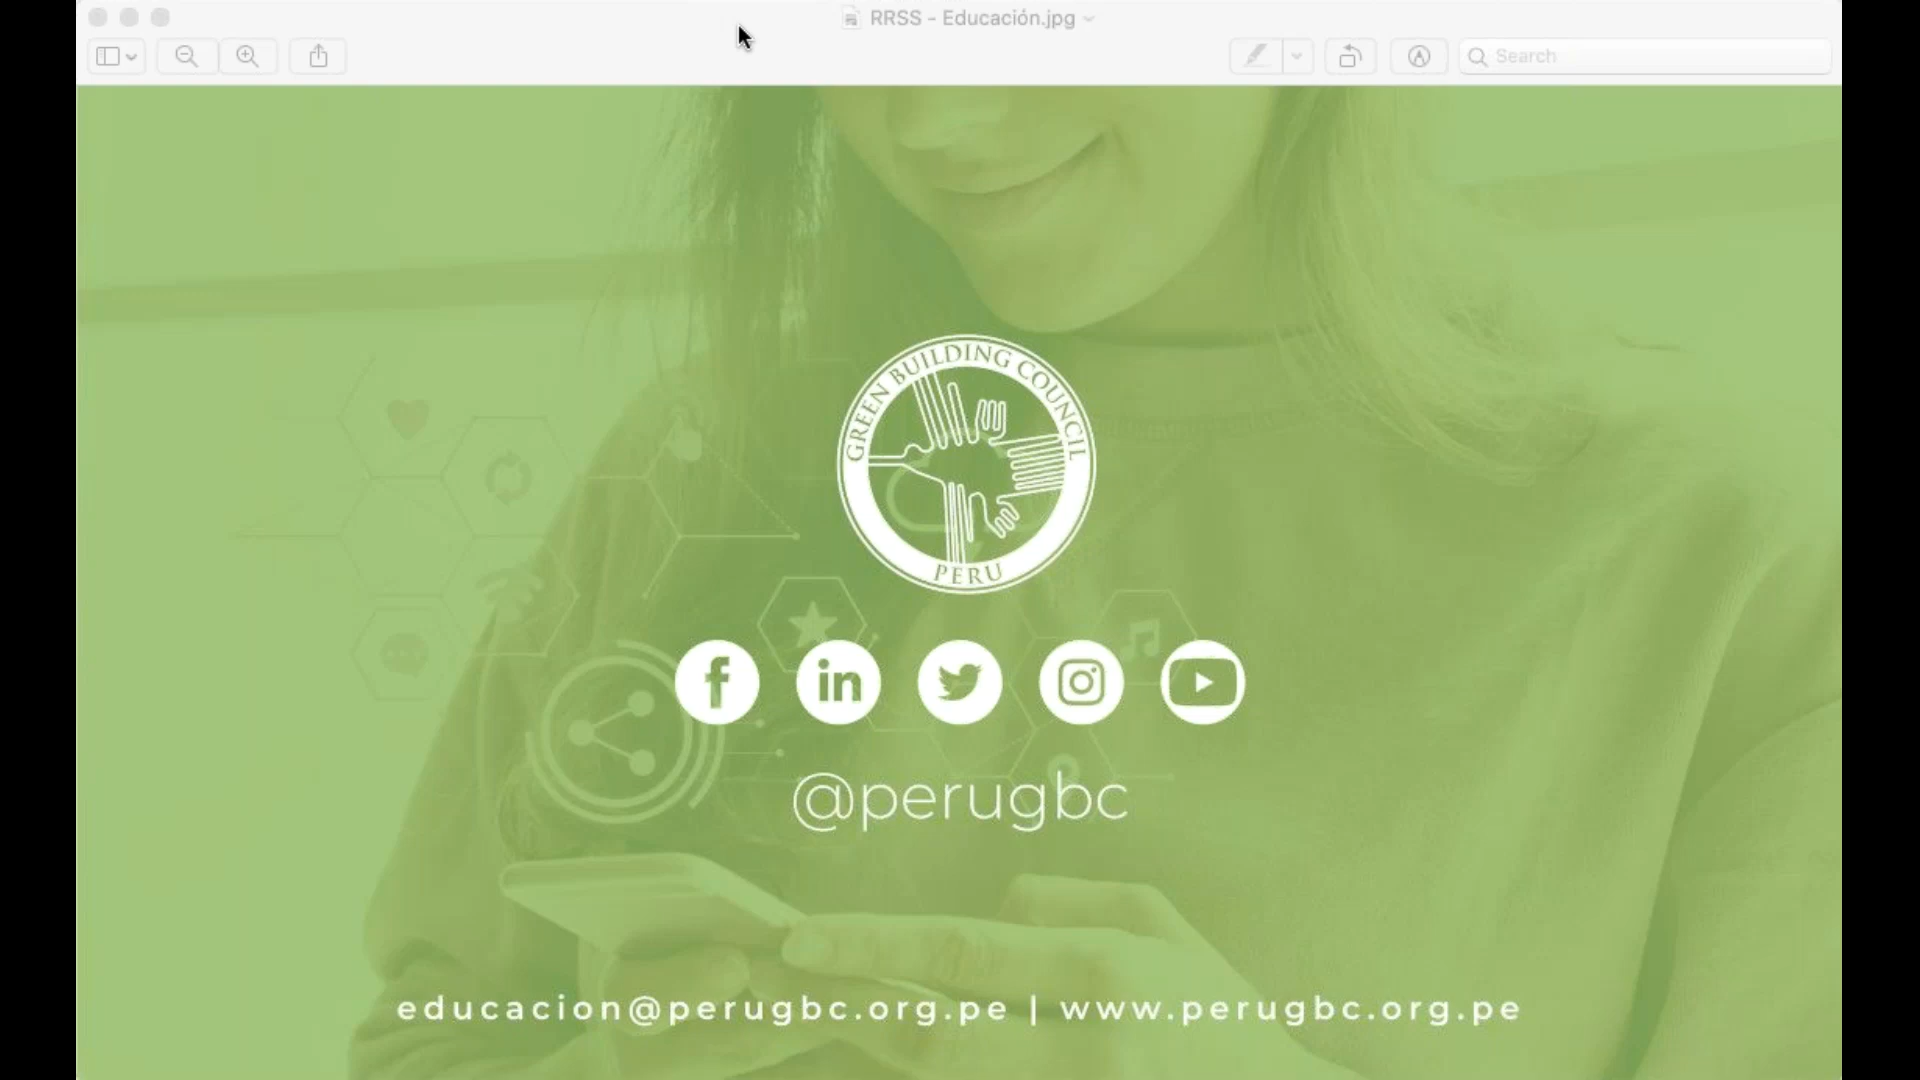 RRSS - Educación.jpg
Search
GREEN BUILDING COUNCIL
PERU
@perugbc
educacion@perugbc.org.pe | www.perugbc.org.pe